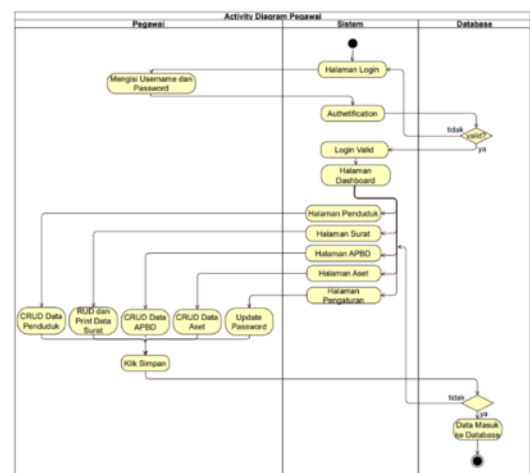 Activity Diagram Pegawai
Pegawai
Sistem
Database
Halaman Login
Mengisi Username dan
Password
Authetification
tidak
valid?
ya
Login Valid
Halaman
Dashboard
Halaman Penduduk
Halaman Surat
Halaman APBD
Halaman Aset
Halaman
Pengaturan
CRUD Data
Penduduk
RUD dan
Print Data
Surat
CRUD Data
APBD
CRUD Data
Aset
Update
Password
Klik Simpan
tidak
ya
Data Masuk
ke Database